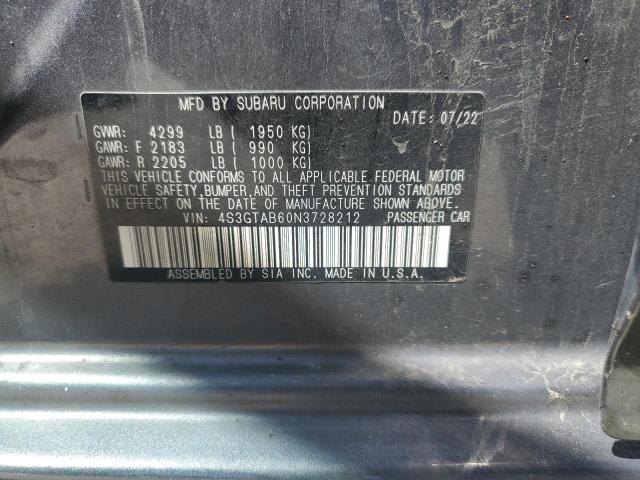 MFD BY SUBARU CORPORATION
DATE: 07/22
GVWR: 4299 LB ( 1950 KG)
GAWR: F 2183 LB ( 990 KG)
GAWR: R 2205 LB ( 1000 KG)
THIS VEHICLE CONFORMS TO ALL APPLICABLE FEDERAL MOTOR
VEHICLE SAFETY, BUMPER, AND THEFT PREVENTION STANDARDS
IN EFFECT ON THE DATE OF MANUFACTURE SHOWN ABOVE.
VIN: 4S3GTAB60N3728212 PASSENGER CAR
ASSEMBLED BY SIA INC. MADE IN U.S.A.